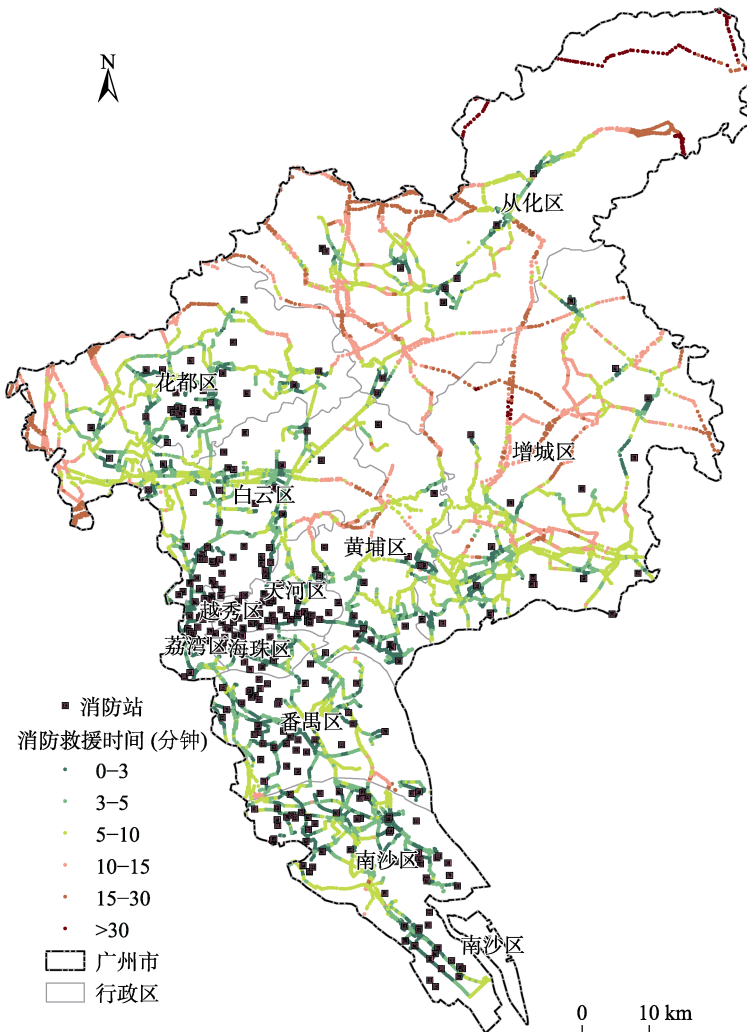 N
从化区
花都区
增城区
白云区
黄埔区
天河区
越秀区
荔湾区
海珠区
番禺区
南沙区
南沙区
消防站
消防救援时间 (分钟)
0−3
3−5
5−10
10−15
15−30
>30
广州市
行政区
0 10 km